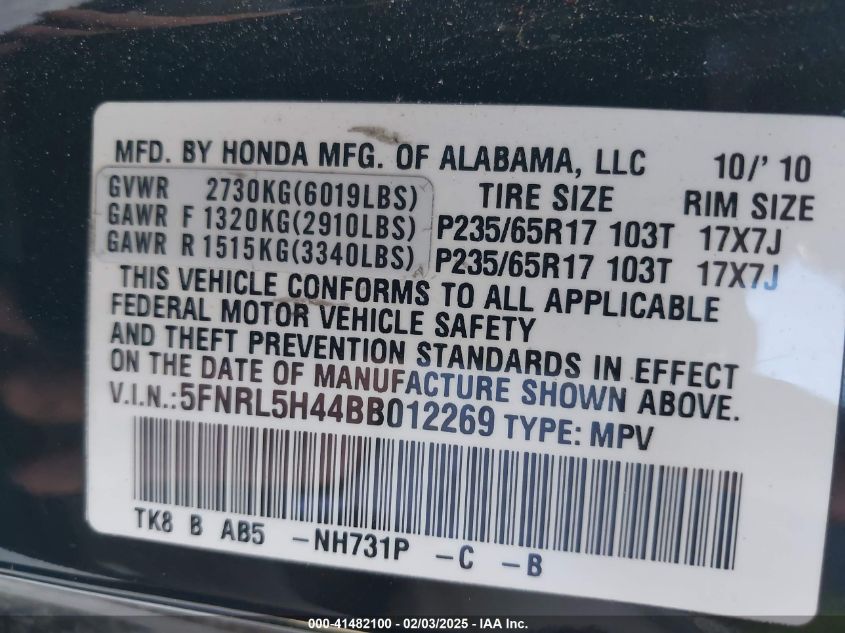 MFD. BY HONDA MFG. OF ALABAMA, LLC 10/' 10
GVWR 2730KG(6019LBS) TIRE SIZE RIM SIZE
GAWR F 1320KG(2910LBS) P235/65R17 103T 17X7J
GAWR R 1515KG(3340LBS) P235/65R17 103T 17X7J
THIS VEHICLE CONFORMS TO ALL APPLICABLE
FEDERAL MOTOR VEHICLE SAFETY
AND THEFT PREVENTION STANDARDS IN EFFECT
ON THE DATE OF MANUFACTURE SHOWN ABOVE.
V.I.N.:5FNRL5H44BB012269 TYPE: MPV
TK8 B AB5 -NH731P -C -B
000-41482100 - 02/03/2025 - IAA Inc.